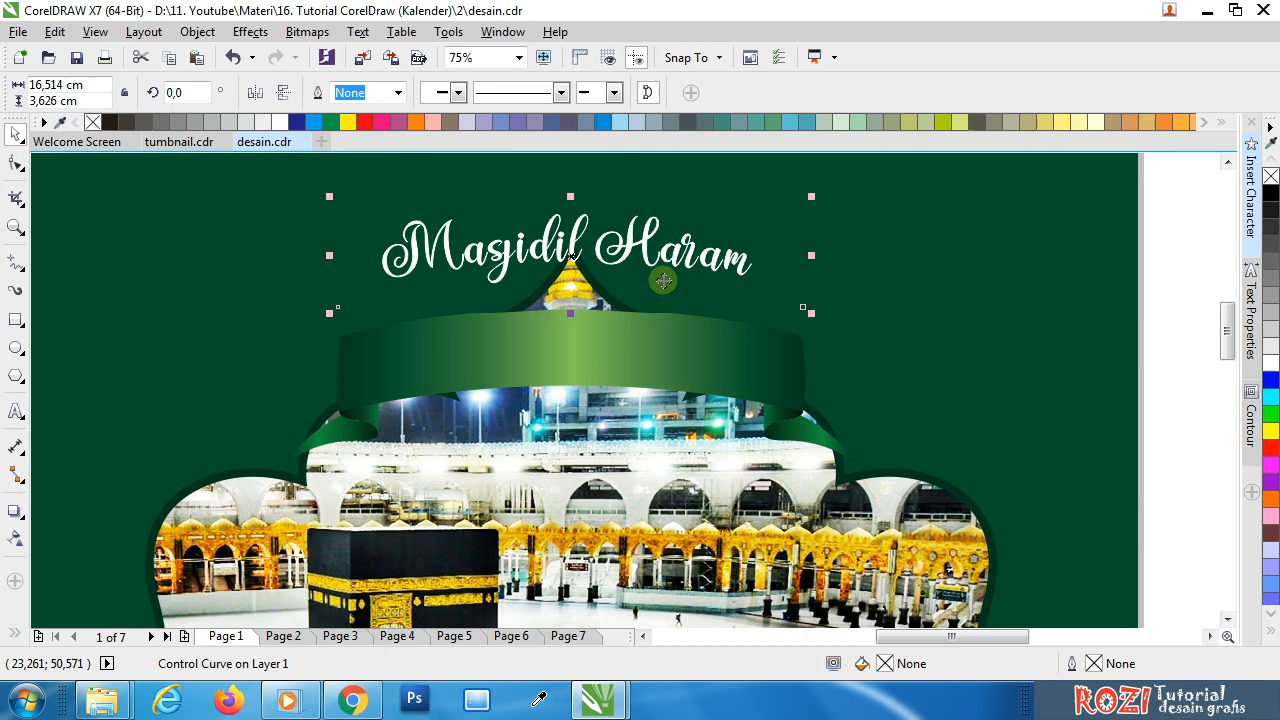 CorelDRAW X7 (64-Bit) - D:\11. Youtube\Materi\16. Tutorial CorelDraw (Kalender)\2\desain.cdr
File Edit View Layout Object Effects Bitmaps Text Table Tools Window Help
75% Snap To
16,514 cm
3,626 cm
0,0 ° None
Welcome Screen tumbnail.cdr desain.cdr
Masjidil Haram
Insert Character
Text Properties
Contour
1 of 7 Page 1 Page 2 Page 3 Page 4 Page 5 Page 6 Page 7
( 23,261; 50,571 ) Control Curve on Layer 1 None None
Ps
ROZI Tutorial
desain grafis